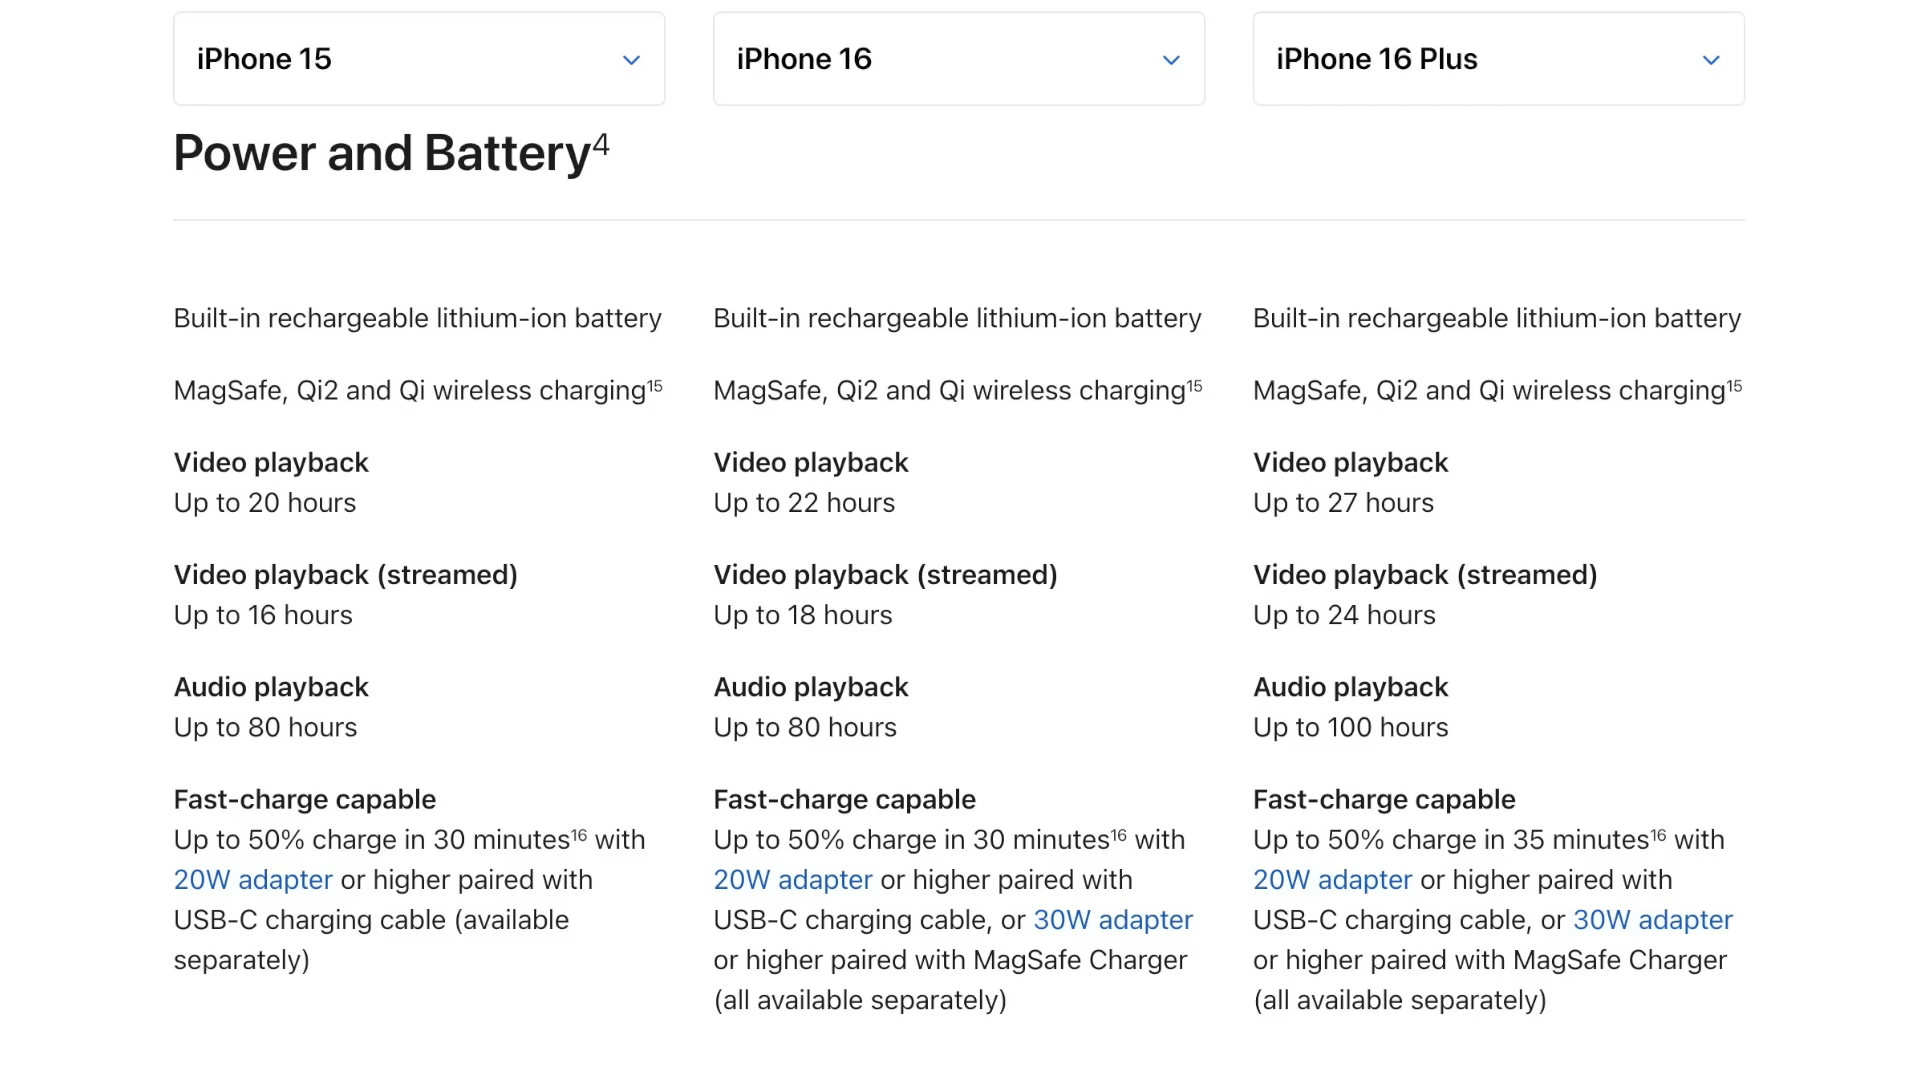 iPhone 15
iPhone 16
iPhone 16 Plus
Power and Battery⁴
Built-in rechargeable lithium-ion battery
MagSafe, Qi2 and Qi wireless charging¹⁵
Video playback
Up to 20 hours
Video playback (streamed)
Up to 16 hours
Audio playback
Up to 80 hours
Fast-charge capable
Up to 50% charge in 30 minutes¹⁶ with
20W adapter or higher paired with
USB-C charging cable (available
separately)
Built-in rechargeable lithium-ion battery
MagSafe, Qi2 and Qi wireless charging¹⁵
Video playback
Up to 22 hours
Video playback (streamed)
Up to 18 hours
Audio playback
Up to 80 hours
Fast-charge capable
Up to 50% charge in 30 minutes¹⁶ with
20W adapter or higher paired with
USB-C charging cable, or 30W adapter
or higher paired with MagSafe Charger
(all available separately)
Built-in rechargeable lithium-ion battery
MagSafe, Qi2 and Qi wireless charging¹⁵
Video playback
Up to 27 hours
Video playback (streamed)
Up to 24 hours
Audio playback
Up to 100 hours
Fast-charge capable
Up to 50% charge in 35 minutes¹⁶ with
20W adapter or higher paired with
USB-C charging cable, or 30W adapter
or higher paired with MagSafe Charger
(all available separately)